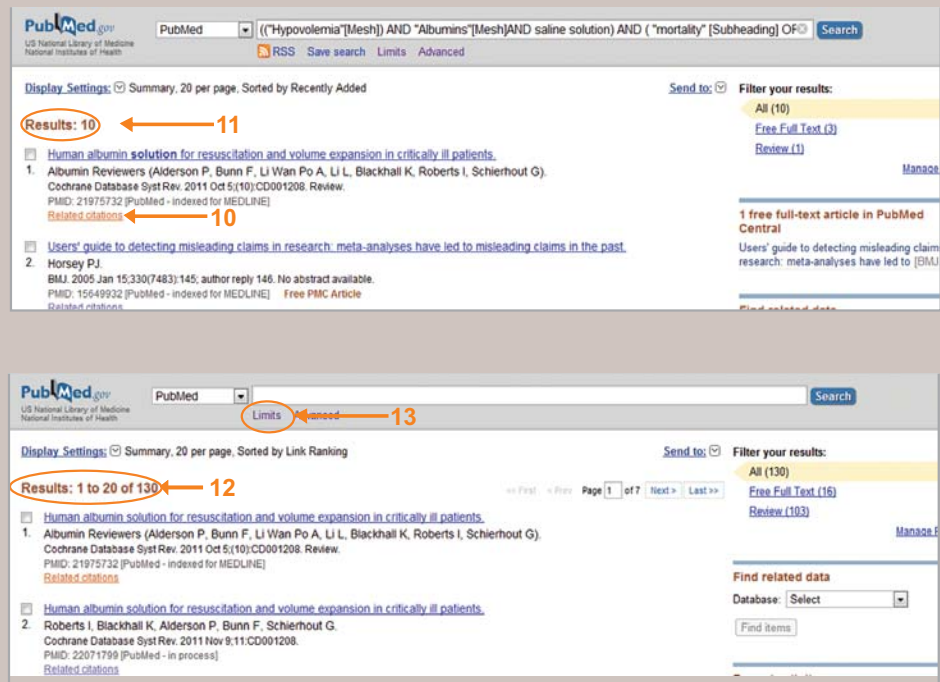 PubMed.gov
US National Library of Medicine
National Institutes of Health
PubMed
(("Hypovolemia"[Mesh]) AND "Albumins"[Mesh]AND saline solution) AND ( "mortality" [Subheading] OF
Search
RSS Save search Limits Advanced
Display Settings: Summary, 20 per page, Sorted by Recently Added
Send to:
Results: 10
11
Human albumin solution for resuscitation and volume expansion in critically ill patients.
1. Albumin Reviewers (Alderson P, Bunn F, Li Wan Po A, Li L, Blackhall K, Roberts I, Schierhout G).
Cochrane Database Syst Rev. 2011 Oct 5;(10):CD001208. Review.
PMID: 21975732 [PubMed - indexed for MEDLINE]
Related citations
10
Users' guide to detecting misleading claims in research: meta-analyses have led to misleading claims in the past.
2. Horsey PJ.
BMJ. 2005 Jan 15;330(7483):145; author reply 146. No abstract available.
PMID: 15649932 [PubMed - indexed for MEDLINE] Free PMC Article
Related citations
Filter your results:
All (10)
Free Full Text (3)
Review (1)
Manage
1 free full-text article in PubMed
Central
Users' guide to detecting misleading claim
research: meta-analyses have led to [BMJ
Find related data
PubMed.gov
US National Library of Medicine
National Institutes of Health
PubMed
Search
Limits Advanced
13
Display Settings: Summary, 20 per page, Sorted by Link Ranking
Send to:
Results: 1 to 20 of 130
12
<< First < Prev Page 1 of 7 Next > Last >>
Human albumin solution for resuscitation and volume expansion in critically ill patients.
1. Albumin Reviewers (Alderson P, Bunn F, Li Wan Po A, Li L, Blackhall K, Roberts I, Schierhout G).
Cochrane Database Syst Rev. 2011 Oct 5;(10):CD001208. Review.
PMID: 21975732 [PubMed - indexed for MEDLINE]
Related citations
Human albumin solution for resuscitation and volume expansion in critically ill patients.
2. Roberts I, Blackhall K, Alderson P, Bunn F, Schierhout G.
Cochrane Database Syst Rev. 2011 Nov 9;11:CD001208.
PMID: 22071799 [PubMed - in process]
Related citations
Filter your results:
All (130)
Free Full Text (16)
Review (103)
Manage F
Find related data
Database: Select
Find items